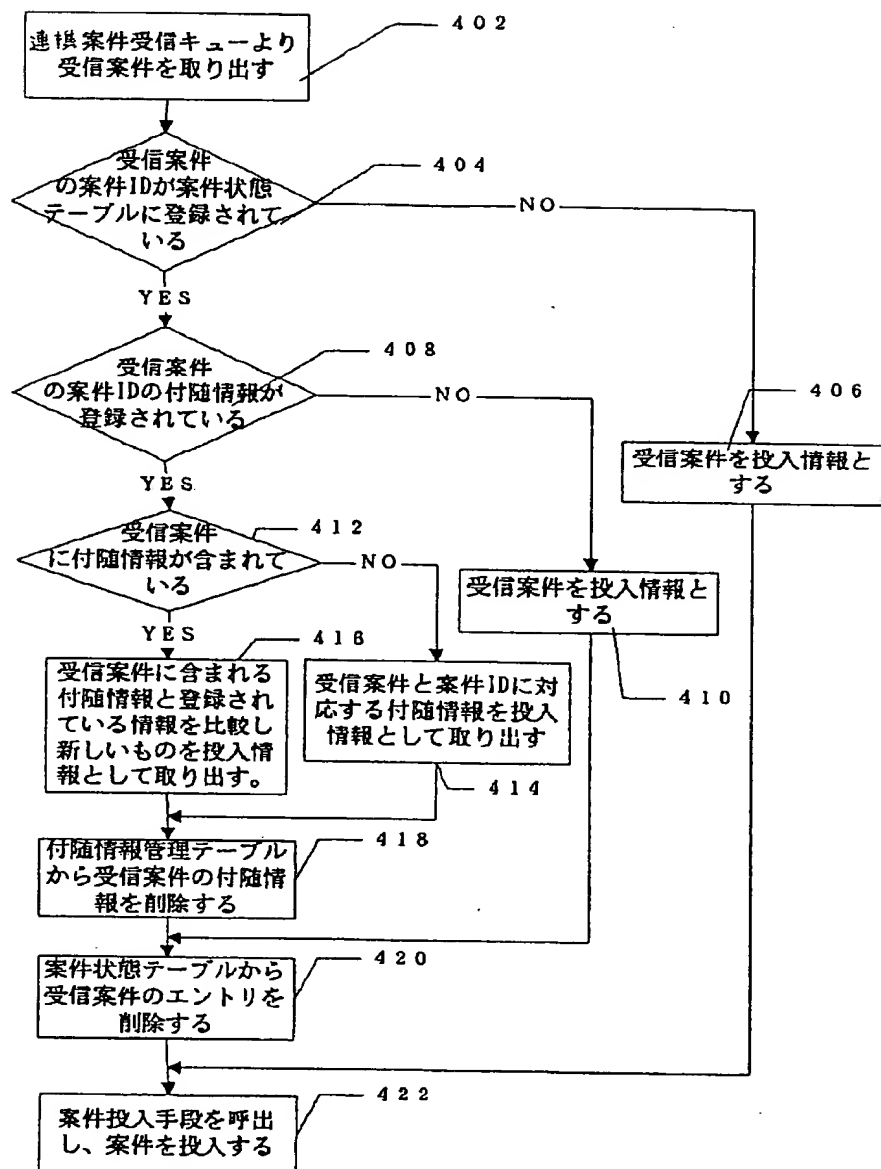 402
連携案件受信キューより
受信案件を取り出す
受信案件
の案件IDが案件状態
テーブルに登録されて
いる
404
NO
YES
受信案件
の案件IDの付随情報が
登録されている
408
NO
406
受信案件を投入情報と
する
YES
受信案件
に付随情報が含まれて
いる
412
NO
受信案件を投入情報と
する
410
YES
416
受信案件に含まれる
付随情報と登録され
ている情報を比較し
新しいものを投入情
報として取り出す。
受信案件と案件IDに対
応する付随情報を投入
情報として取り出す
414
付随情報管理テーブル
から受信案件の付随情
報を削除する
418
案件状態テーブルから
受信案件のエントリを
削除する
420
案件投入手段を呼出
し、案件を投入する
422